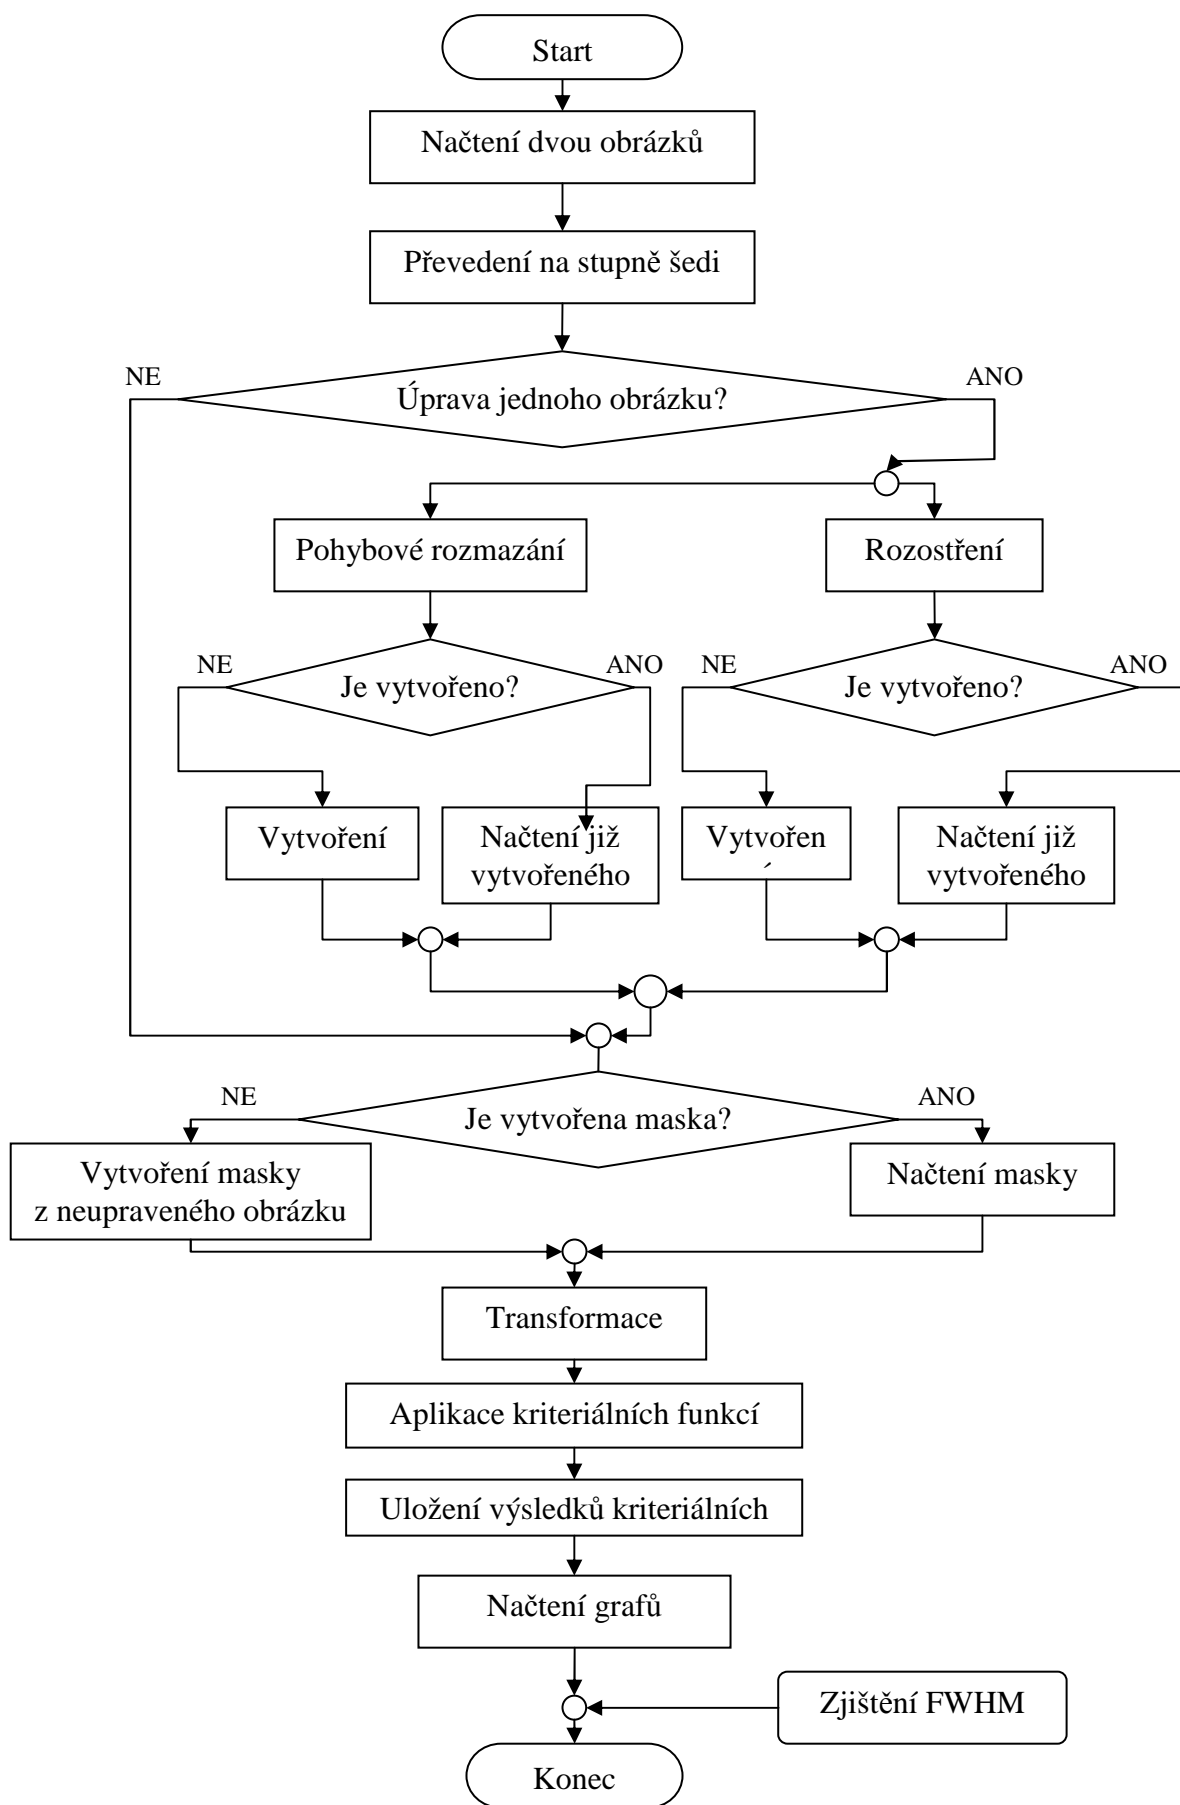 Start
Načtení dvou obrázků
Převedení na stupně šedi
NE
ANO
Úprava jednoho obrázku?
Pohybové rozmazání
Rozostření
NE
ANO
NE
ANO
Je vytvořeno?
Je vytvořeno?
Vytvoření
Načtení již
vytvořeného
Vytvořen
Načtení již
vytvořeného
NE
ANO
Je vytvořena maska?
Vytvoření masky
z neupraveného obrázku
Načtení masky
Transformace
Aplikace kriteriálních funkcí
Uložení výsledků kriteriálních
Načtení grafů
Zjištění FWHM
Konec